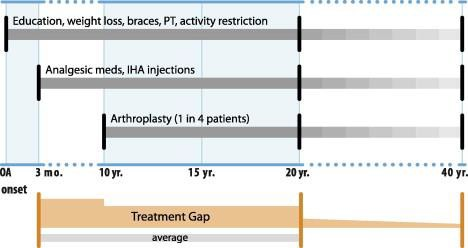 Education, weight loss, braces, PT, activity restriction
Analgesic meds, IHA injections
Arthroplasty (1 in 4 patients)
OA 3 mo. 10 yr. 15 yr. 20 yr. 40 yr.
onset
Treatment Gap
average